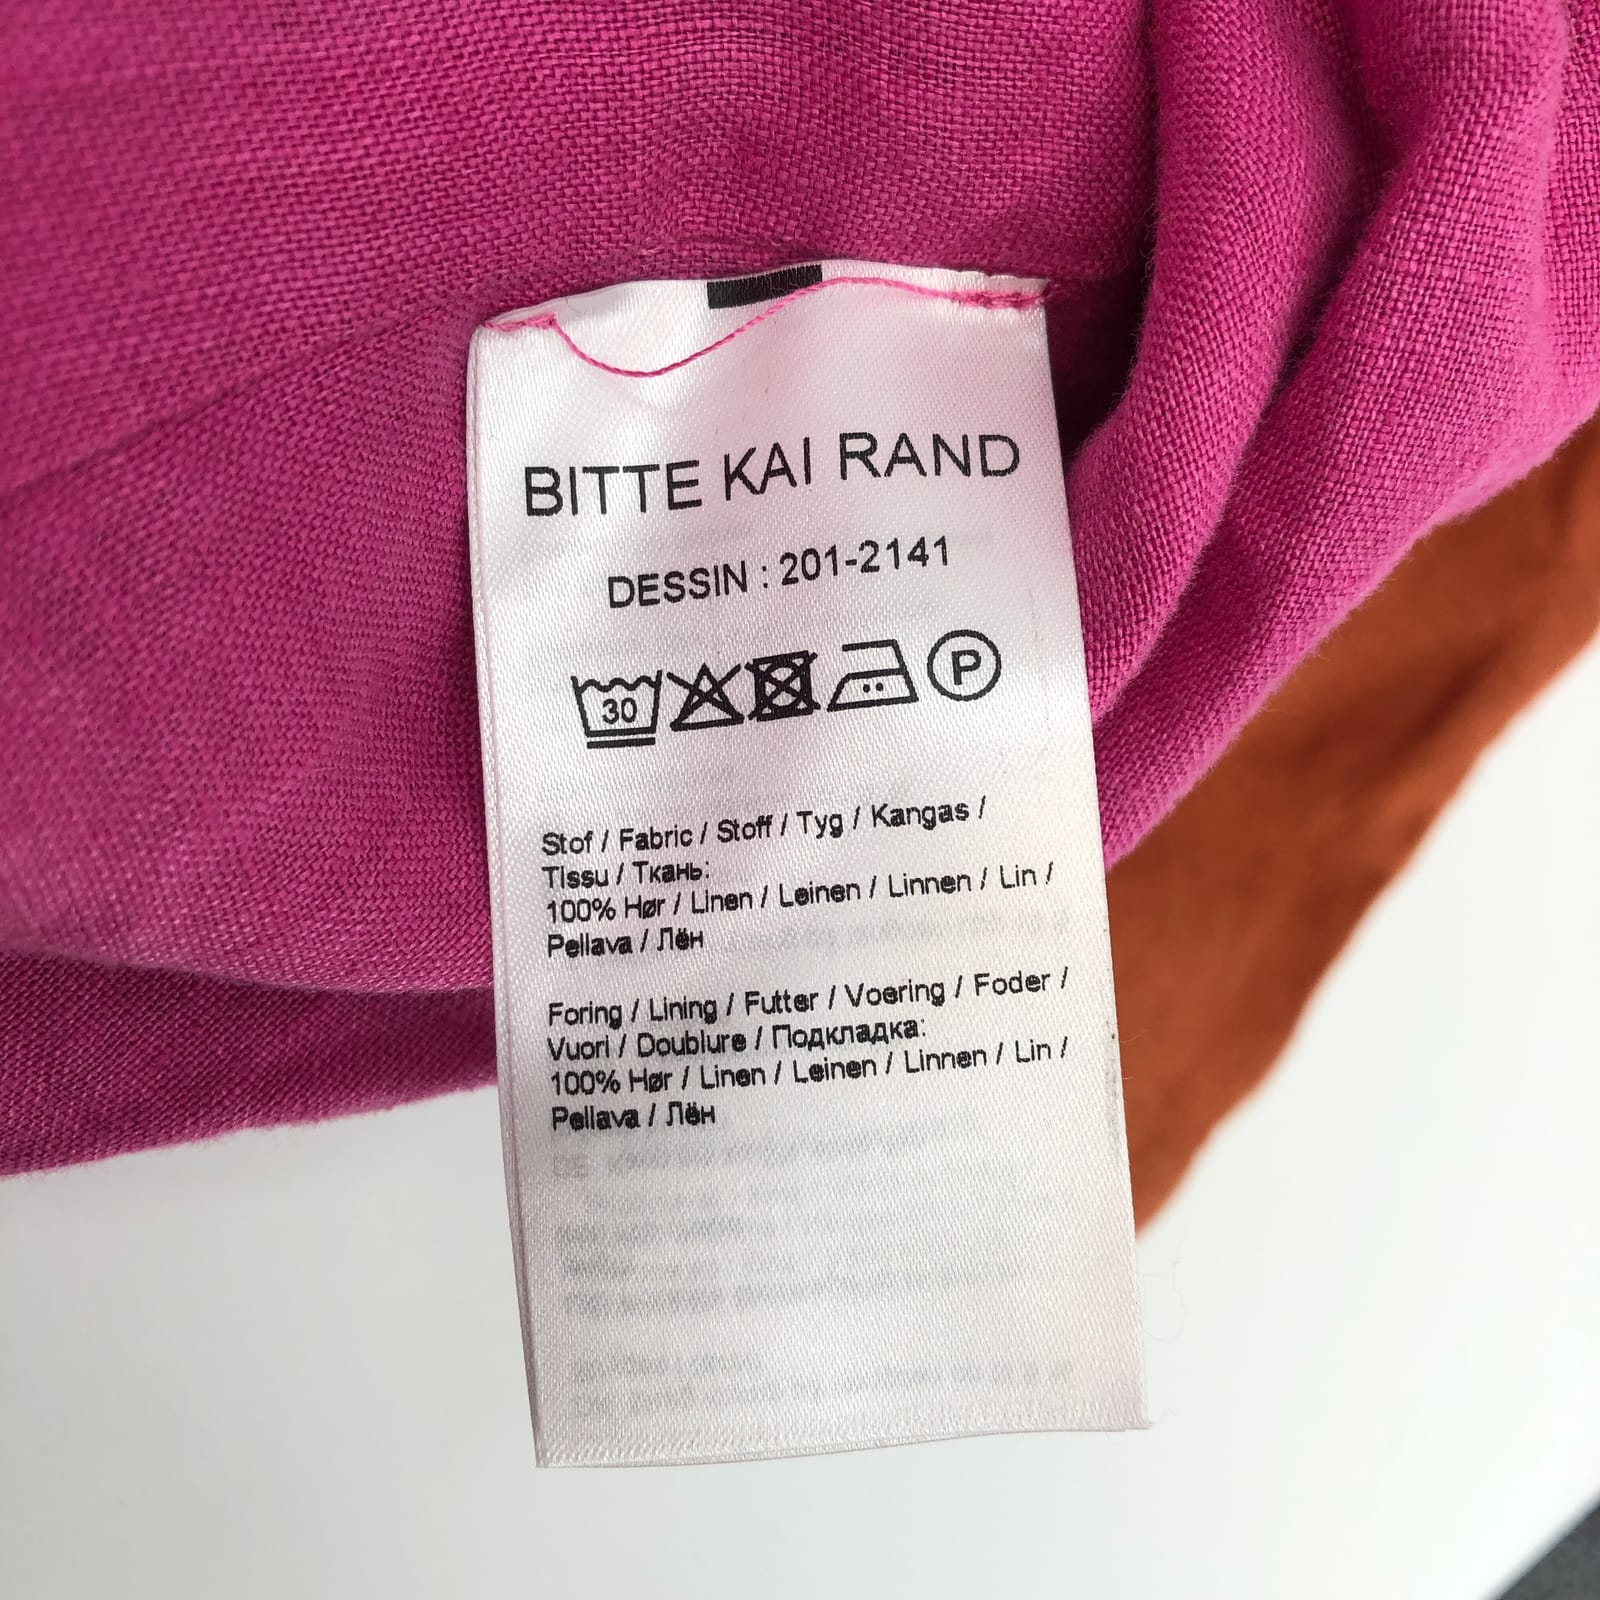 BITTE KAI RAND
DESSIN : 201-2141
30 P
Stof / Fabric / Stoff / Tyg / Kangas /
Tissu / Ткань:
100% Hør / Linen / Leinen / Linnen / Lin /
Pellava / Лён
Foring / Lining / Futter / Voering / Foder /
Vuori / Doublure / Подкладка:
100% Hør / Linen / Leinen / Linnen / Lin /
Pellava / Лён